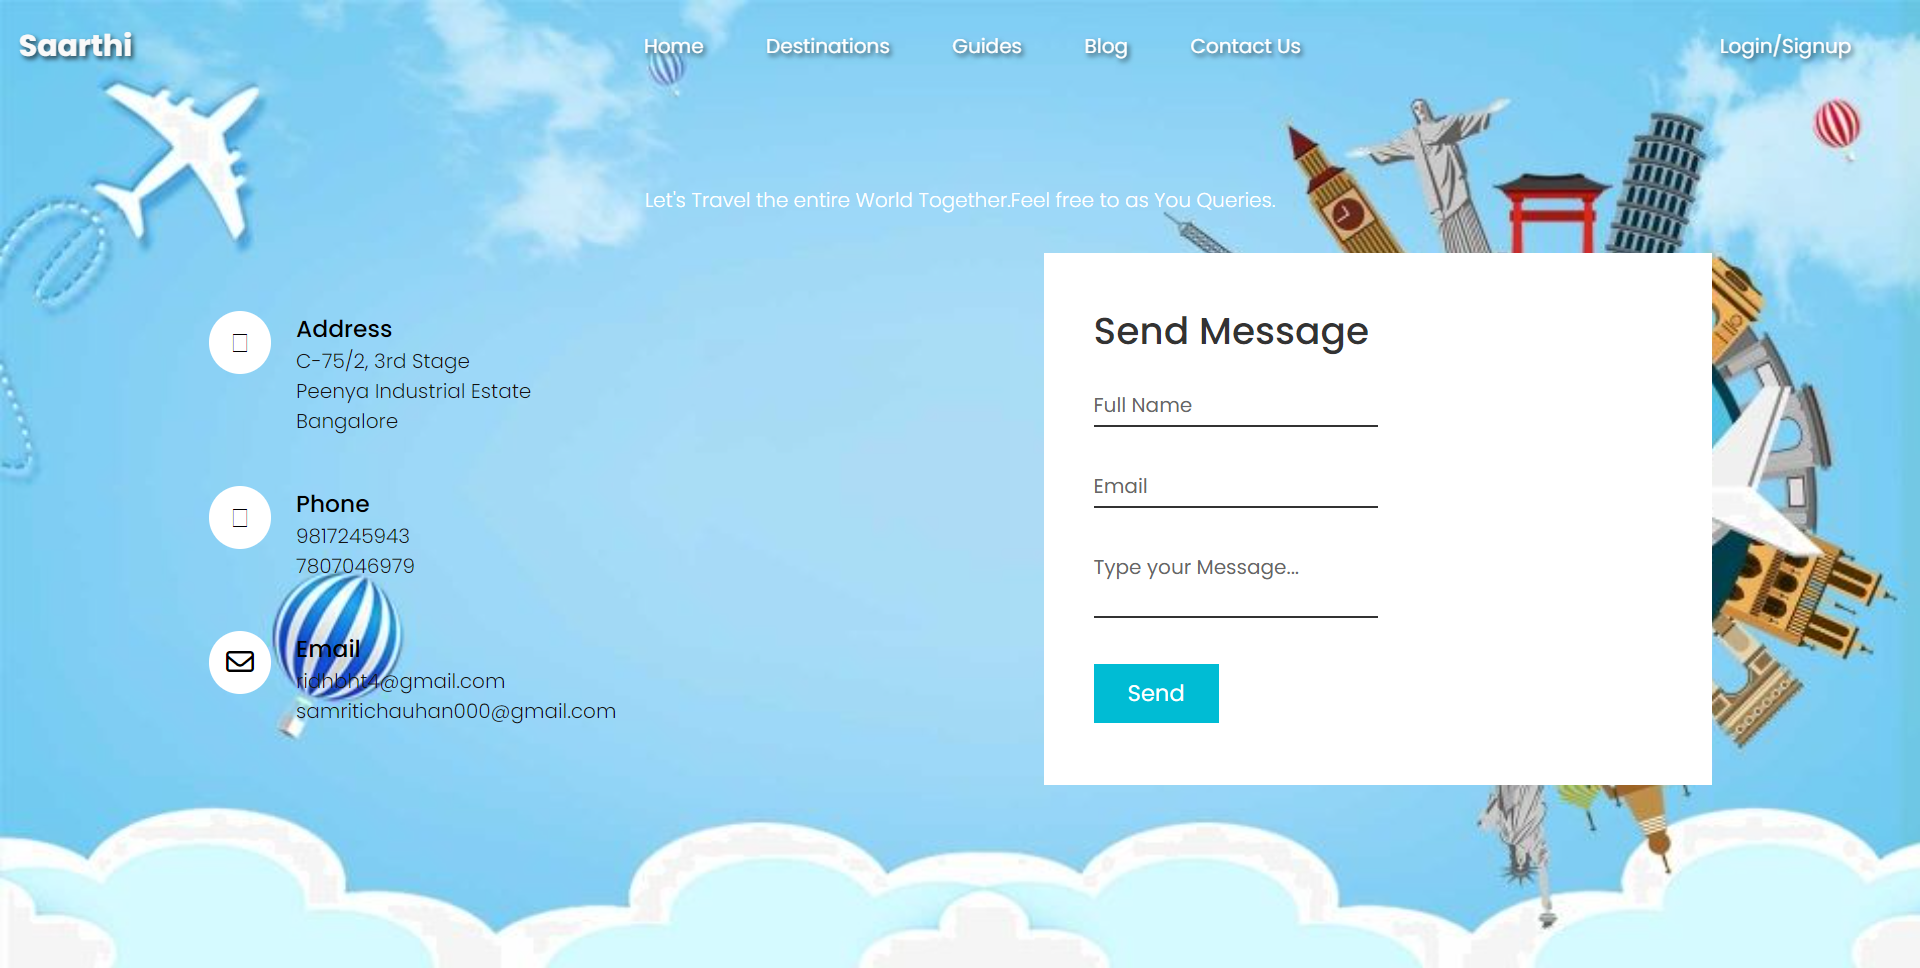 Saarthi
Home Destinations Guides Blog Contact Us Login/Signup
Let's Travel the entire World Together.Feel free to as You Queries.
Address
C-75/2, 3rd Stage
Peenya Industrial Estate
Bangalore
Phone
9817245943
7807046979
Email
ridhbht4@gmail.com
samritichauhan000@gmail.com
Send Message
Full Name
Email
Type your Message...
Send